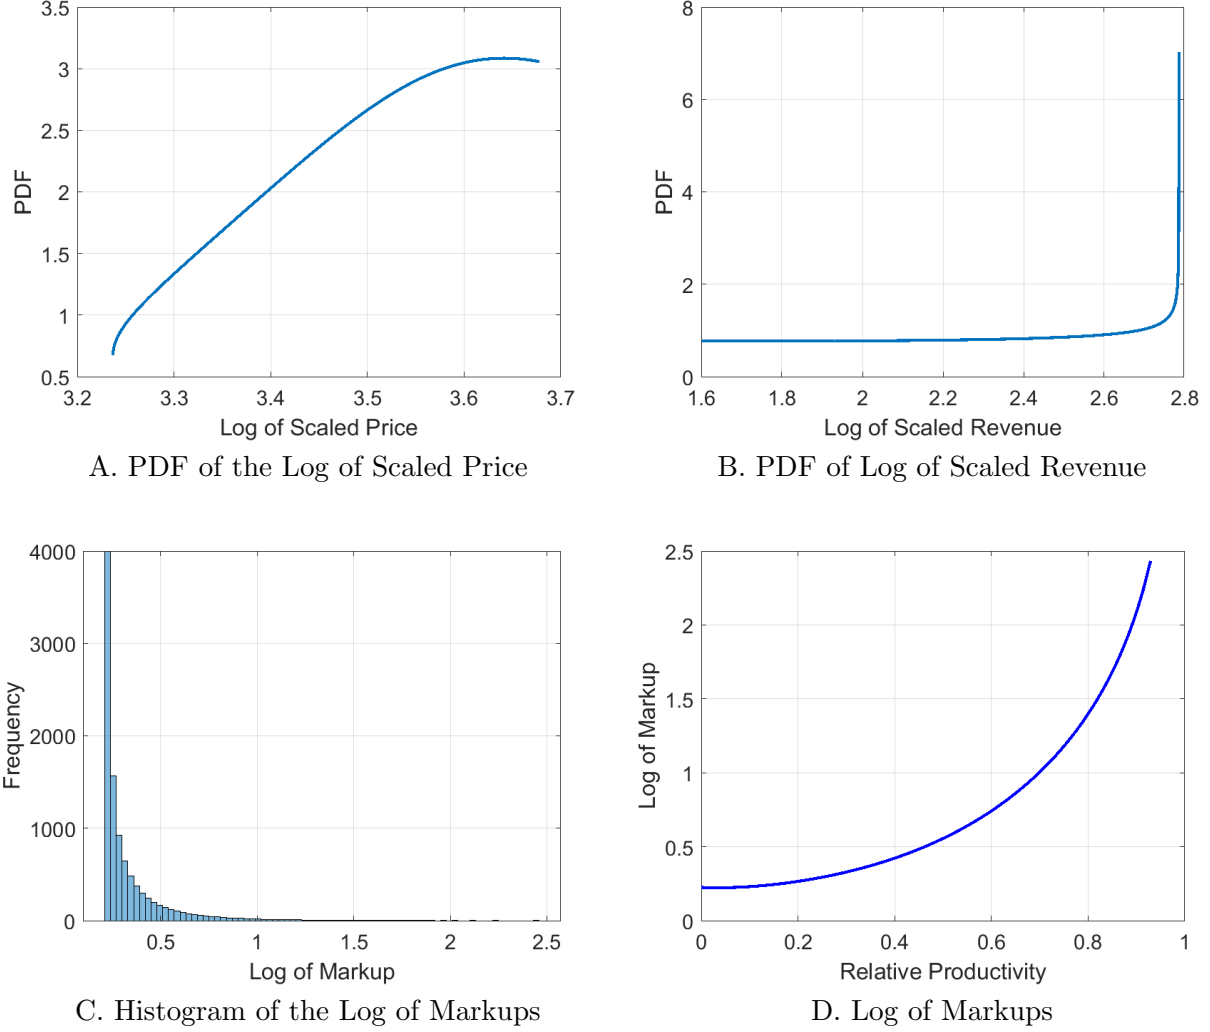 3.5
3
2.5
2
1.5
1
0.5
PDF
3.2 3.3 3.4 3.5 3.6 3.7
Log of Scaled Price
A. PDF of the Log of Scaled Price
8
6
4
2
0
PDF
1.6 1.8 2 2.2 2.4 2.6 2.8
Log of Scaled Revenue
B. PDF of Log of Scaled Revenue
4000
3000
2000
1000
0
Frequency
0.5 1 1.5 2 2.5
Log of Markup
C. Histogram of the Log of Markups
2.5
2
1.5
1
0.5
0
Log of Markup
0 0.2 0.4 0.6 0.8 1
Relative Productivity
D. Log of Markups